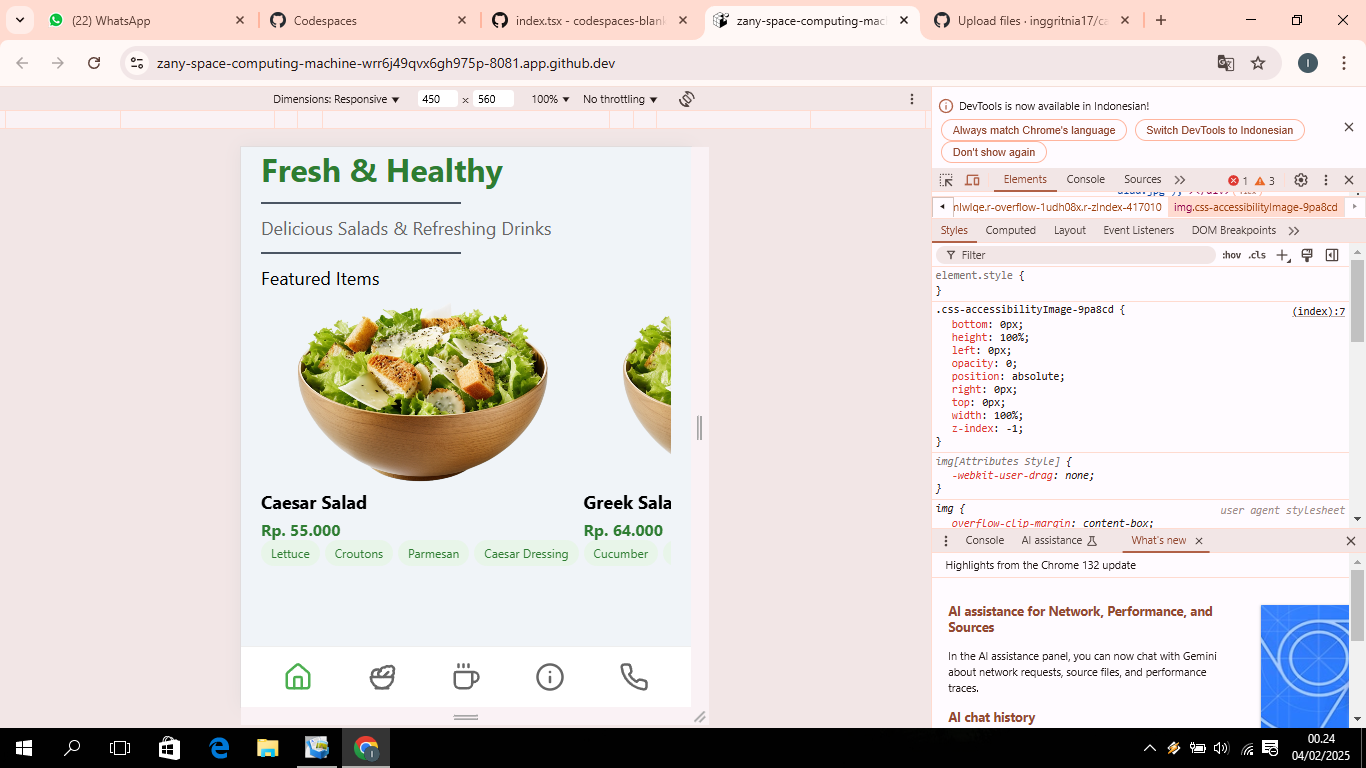 (22) WhatsApp
Codespaces
index.tsx - codespaces-blank
zany-space-computing-mac
Upload files · inggritnia17/ca
zany-space-computing-machine-wrr6j49qvx6gh975p-8081.app.github.dev
I
Dimensions: Responsive
450 × 560
100%
No throttling
DevTools is now available in Indonesian!
Always match Chrome's language
Switch DevTools to Indonesian
Don't show again
Elements
Console
Sources
1
3
nlwlqe.r-overflow-1udh08x.r-zIndex-417010
img.css-accessibilityImage-9pa8cd
Styles
Computed
Layout
Event Listeners
DOM Breakpoints
Filter
:hov .cls
element.style {
}
.css-accessibilityImage-9pa8cd {
(index):7
bottom: 0px;
height: 100%;
left: 0px;
opacity: 0;
position: absolute;
right: 0px;
top: 0px;
width: 100%;
z-index: -1;
}
img[Attributes Style] {
-webkit-user-drag: none;
}
img {
user agent stylesheet
overflow-clip-margin: content-box;
Console
AI assistance
What's new
Highlights from the Chrome 132 update
AI assistance for Network, Performance, and
Sources
In the AI assistance panel, you can now chat with Gemini
about network requests, source files, and performance
traces.
AI chat history
Fresh & Healthy
Delicious Salads & Refreshing Drinks
Featured Items
Caesar Salad
Rp. 55.000
Lettuce
Croutons
Parmesan
Caesar Dressing
Greek Sala
Rp. 64.000
Cucumber
00.24
04/02/2025